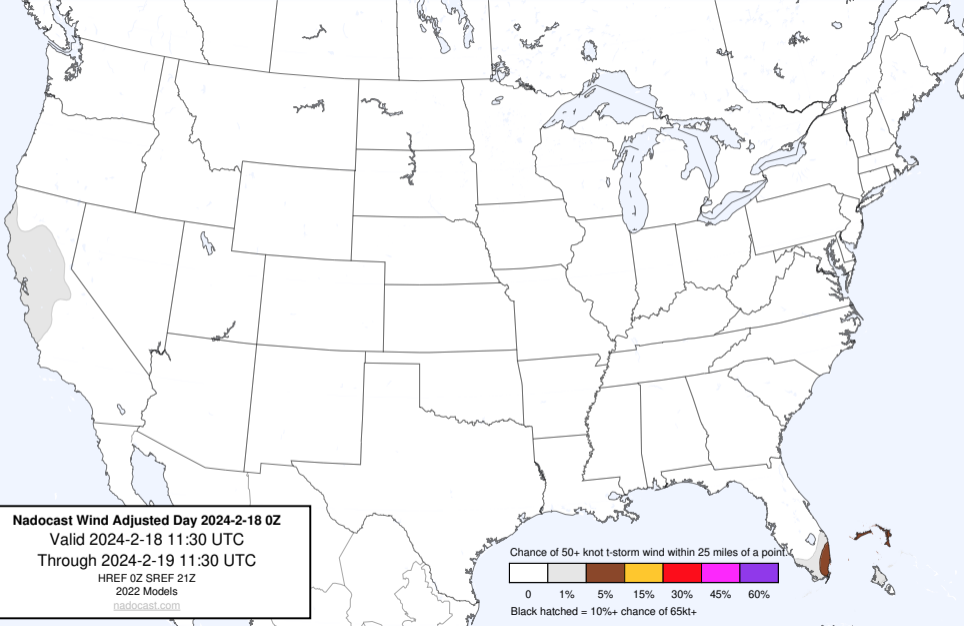 Nadocast Wind Adjusted Day 2024-2-18 0Z
Valid 2024-2-18 11:30 UTC
Through 2024-2-19 11:30 UTC
HREF 0Z SREF 21Z
2022 Models
nadocast.com
Chance of 50+ knot t-storm wind within 25 miles of a point.
0 1% 5% 15% 30% 45% 60%
Black hatched = 10%+ chance of 65kt+